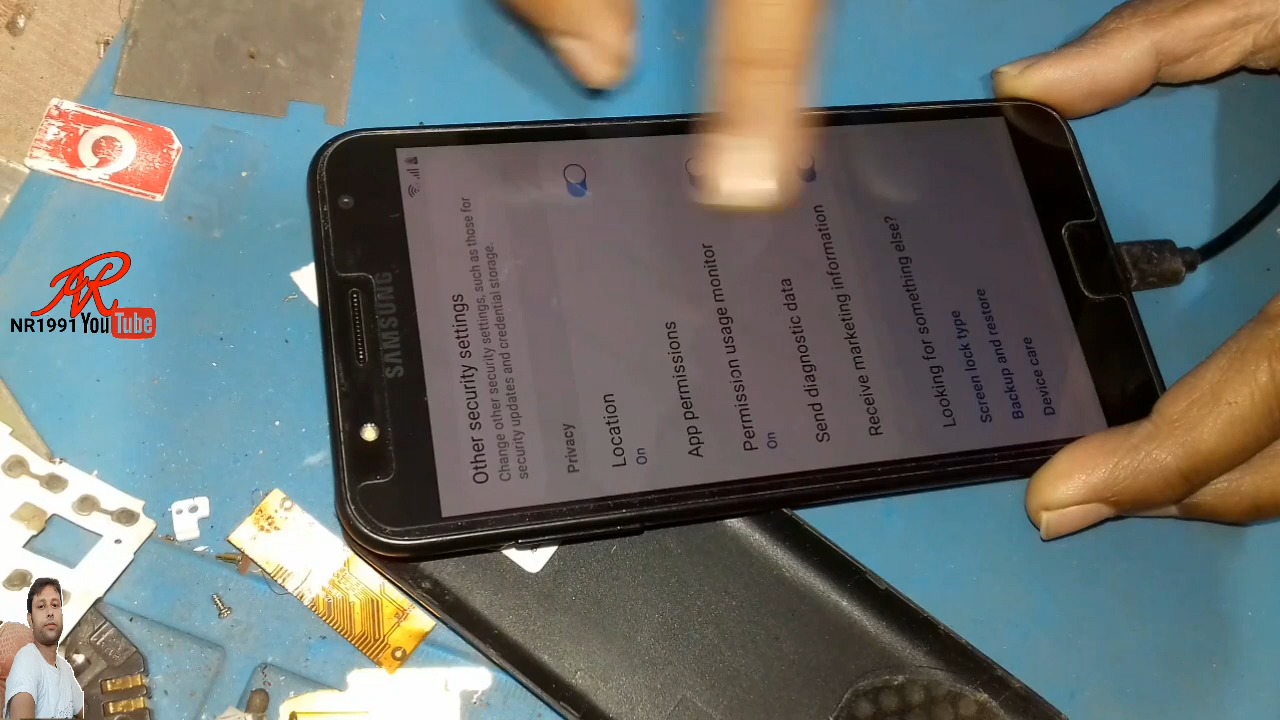 SAMSUNG
Other security settings
Change other security settings, such as those for
security updates and credential storage.
Privacy
Location
On
App permissions
Permission usage monitor
On
Send diagnostic data
Receive marketing information
Looking for something else?
Screen lock type
Backup and restore
Device care
NR
NR1991 YouTube